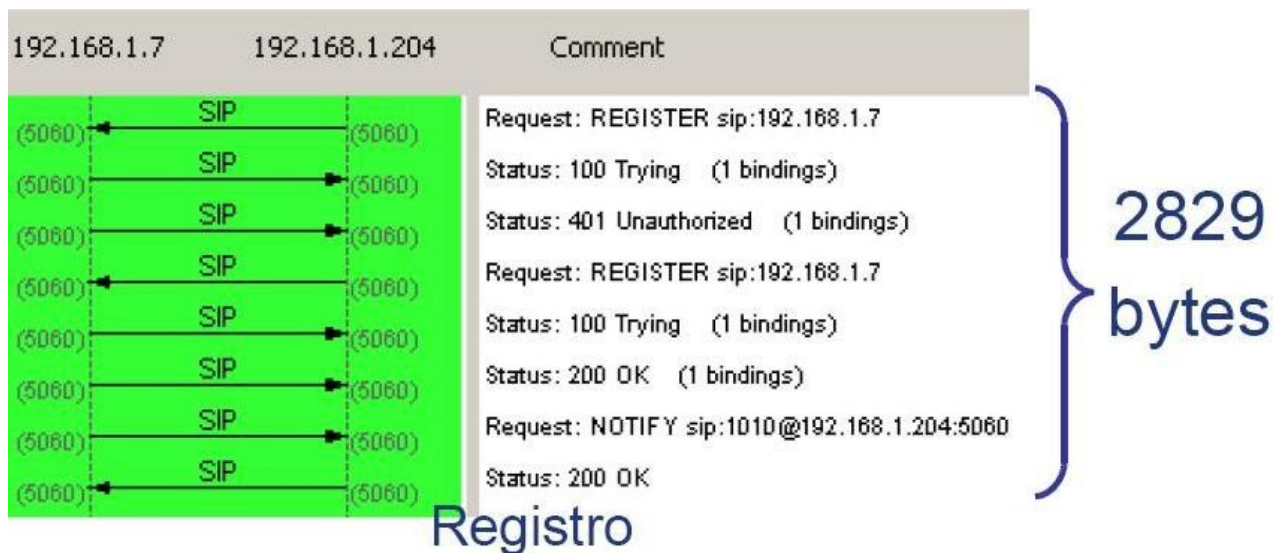 192.168.1.7 192.168.1.204 Comment
SIP
(5060) (5060) Request: REGISTER sip:192.168.1.7
SIP
(5060) (5060) Status: 100 Trying (1 bindings)
SIP
(5060) (5060) Status: 401 Unauthorized (1 bindings)
SIP
(5060) (5060) Request: REGISTER sip:192.168.1.7
SIP
(5060) (5060) Status: 100 Trying (1 bindings)
SIP
(5060) (5060) Status: 200 OK (1 bindings)
SIP
(5060) (5060) Request: NOTIFY sip:1010@192.168.1.204:5060
SIP
(5060) (5060) Status: 200 OK
2829
bytes
Registro